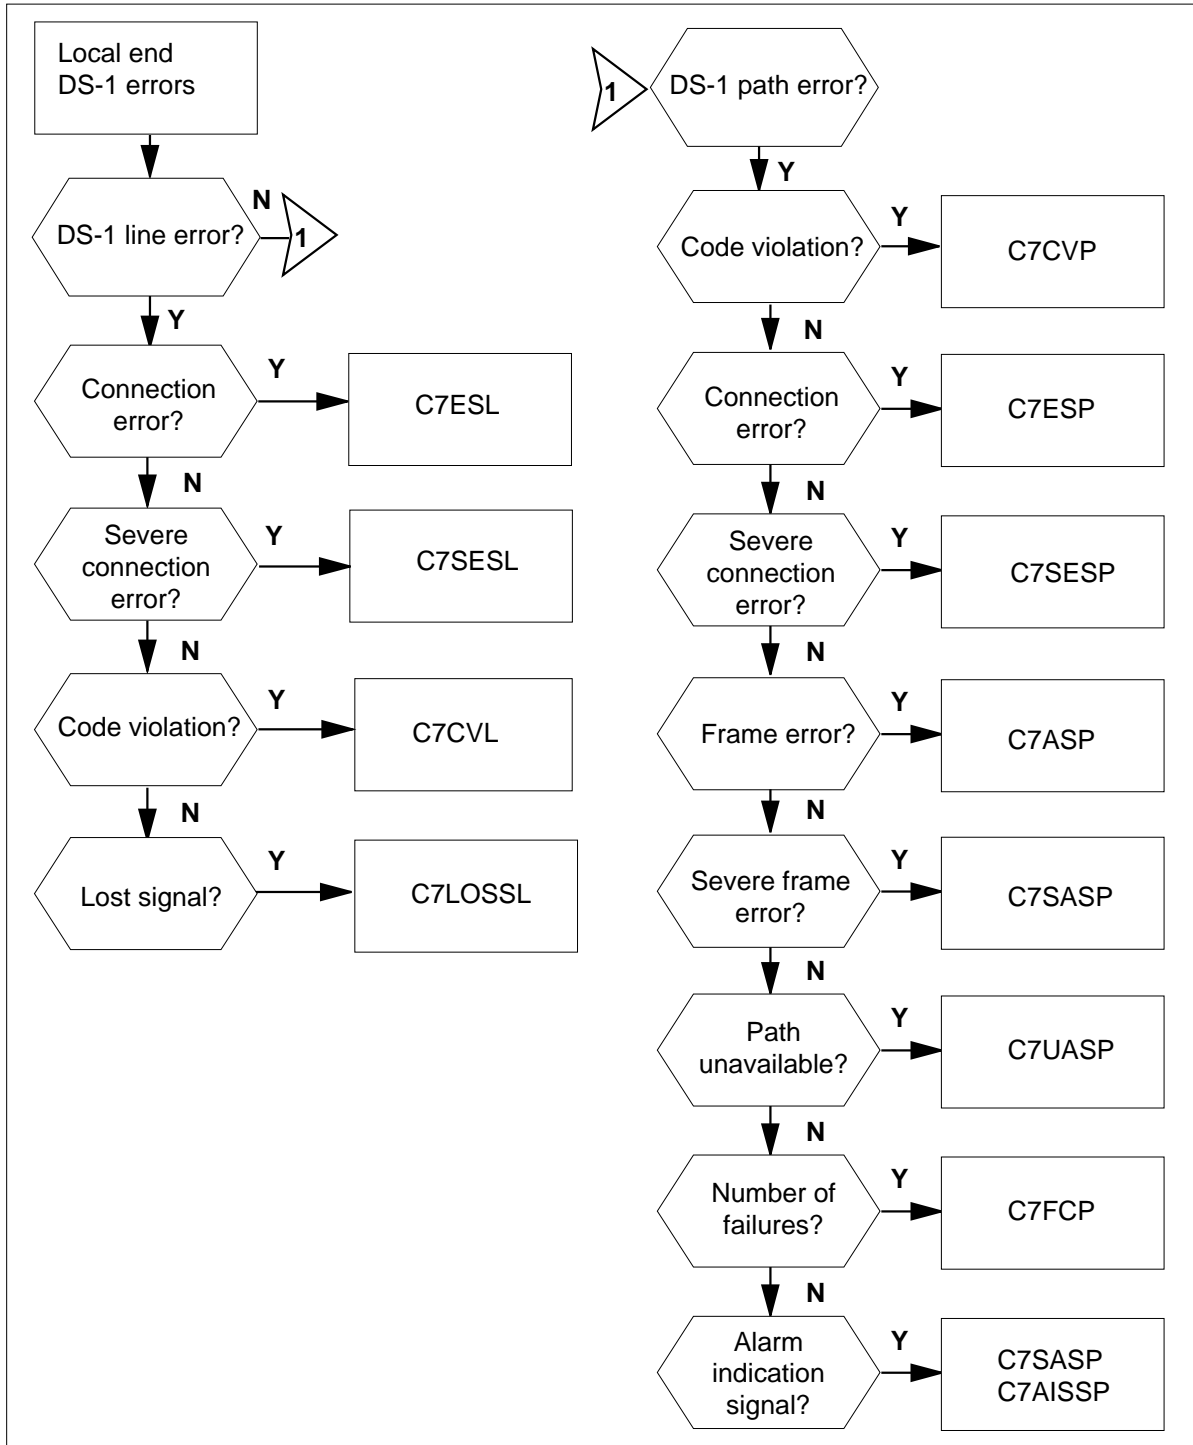 Local end
DS-1 errors
DS-1 line error?
N
1
Y
Connection
error?
Y
C7ESL
N
Severe
connection
error?
Y
C7SESL
N
Code violation?
Y
C7CVL
N
Lost signal?
Y
C7LOSSL
1
DS-1 path error?
Y
Code violation?
Y
C7CVP
N
Connection
error?
Y
C7ESP
N
Severe
connection
error?
Y
C7SESP
N
Frame error?
Y
C7ASP
N
Severe frame
error?
Y
C7SASP
N
Path
unavailable?
Y
C7UASP
N
Number of
failures?
Y
C7FCP
N
Alarm
indication
signal?
Y
C7SASP
C7AISSP